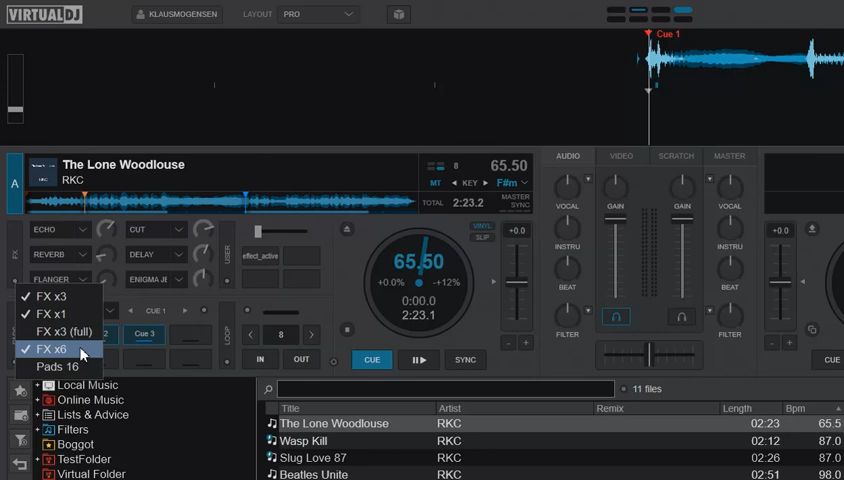 VIRTUALDJ
KLAUSMOGENSEN
LAYOUT PRO
Cue 1
A
The Lone Woodlouse
RKC
8 65.50
MT KEY F#m
TOTAL 2:23.2 MASTER SYNC
AUDIO VIDEO SCRATCH MASTER
FX
ECHO CUT
REVERB DELAY
FLANGER ENIGMA JE
USER
effect_active
VINYL
SLIP
+0.0
65.50
+0.0% +-12%
0:00.0
2:23.1
GAIN GAIN
VOCAL VOCAL
INSTRU INSTRU
BEAT BEAT
FILTER FILTER
+0.0
FX x3
FX x1
FX x3 (full)
FX x6
Pads 16
CUE 1
2 Cue 3
LOOP
8
IN OUT
CUE SYNC
- +
- +
CUE
11 files
Local Music
Online Music
Lists & Advice
Filters
Boggot
TestFolder
Virtual Folder
Title Artist Remix Length Bpm
The Lone Woodlouse RKC 02:23 65.5
Wasp Kill RKC 02:12 87.0
Slug Love 87 RKC 02:26 87.0
Beatles Unite RKC 02:51 98.0